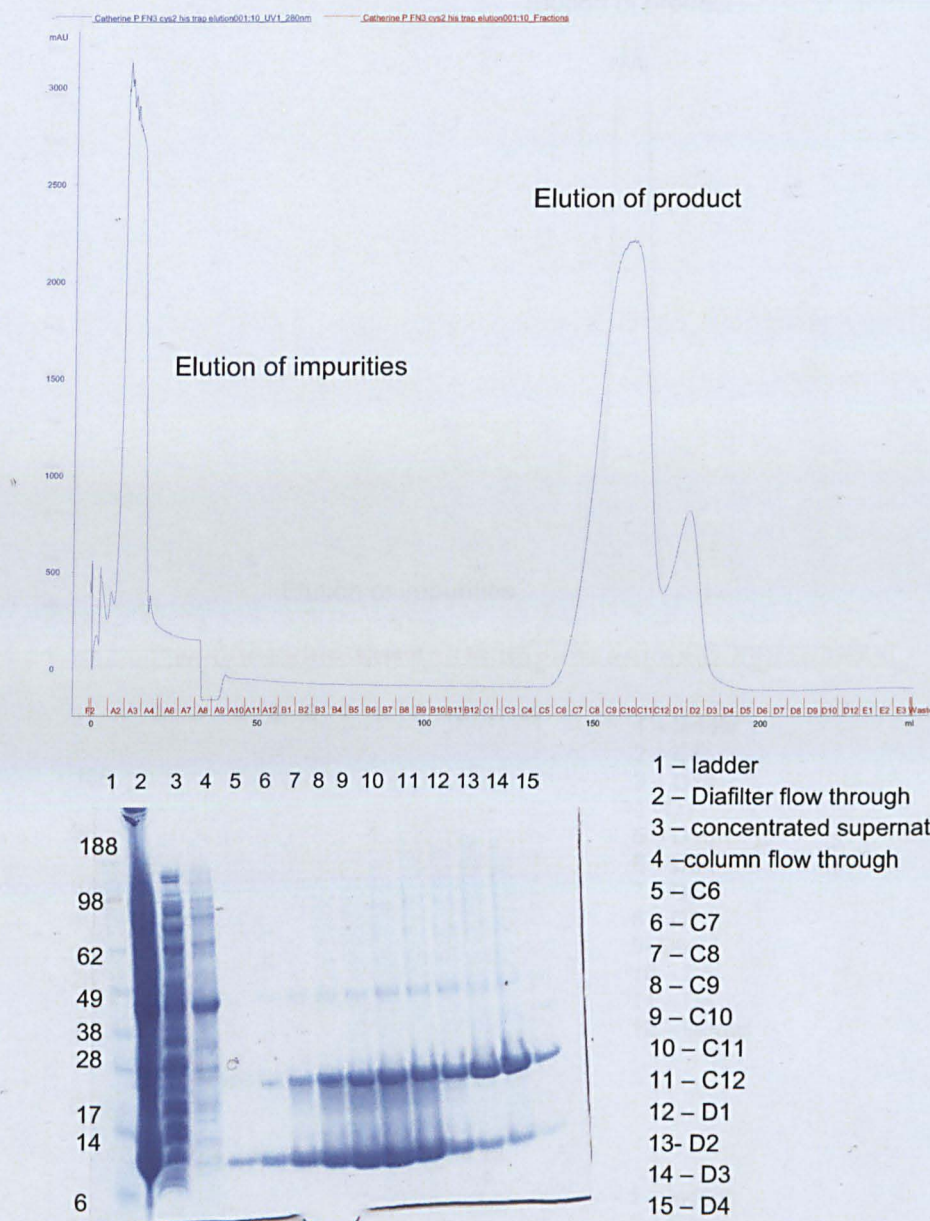 Catherine P FN3 cys2 his trap elution001:10_UV1_280nm Catherine P FN3 cys2 his trap elution001:10_Fractions
mAU
3000
2500
Elution of product
2000
1500
Elution of impurities
1000
500
0
F2 A2 A3 A4 A6 A7 A8 A9 A10 A11 A12 B1 B2 B3 B4 B5 B6 B7 B8 B9 B10 B11 B12 C1 C3 C4 C5 C6 C7 C8 C9 C10 C11 C12 D1 D2 D3 D4 D5 D6 D7 D8 D9 D10 D12 E1 E2 E3 Waste
0 50 100 150 200 ml
1 2 3 4 5 6 7 8 9 10 11 12 13 14 15
188
98
62
49
38
28
17
14
6
1 – ladder
2 – Diafilter flow through
3 – concentrated supernat
4 –column flow through
5 – C6
6 – C7
7 – C8
8 – C9
9 – C10
10 – C11
11 – C12
12 – D1
13- D2
14 – D3
15 – D4